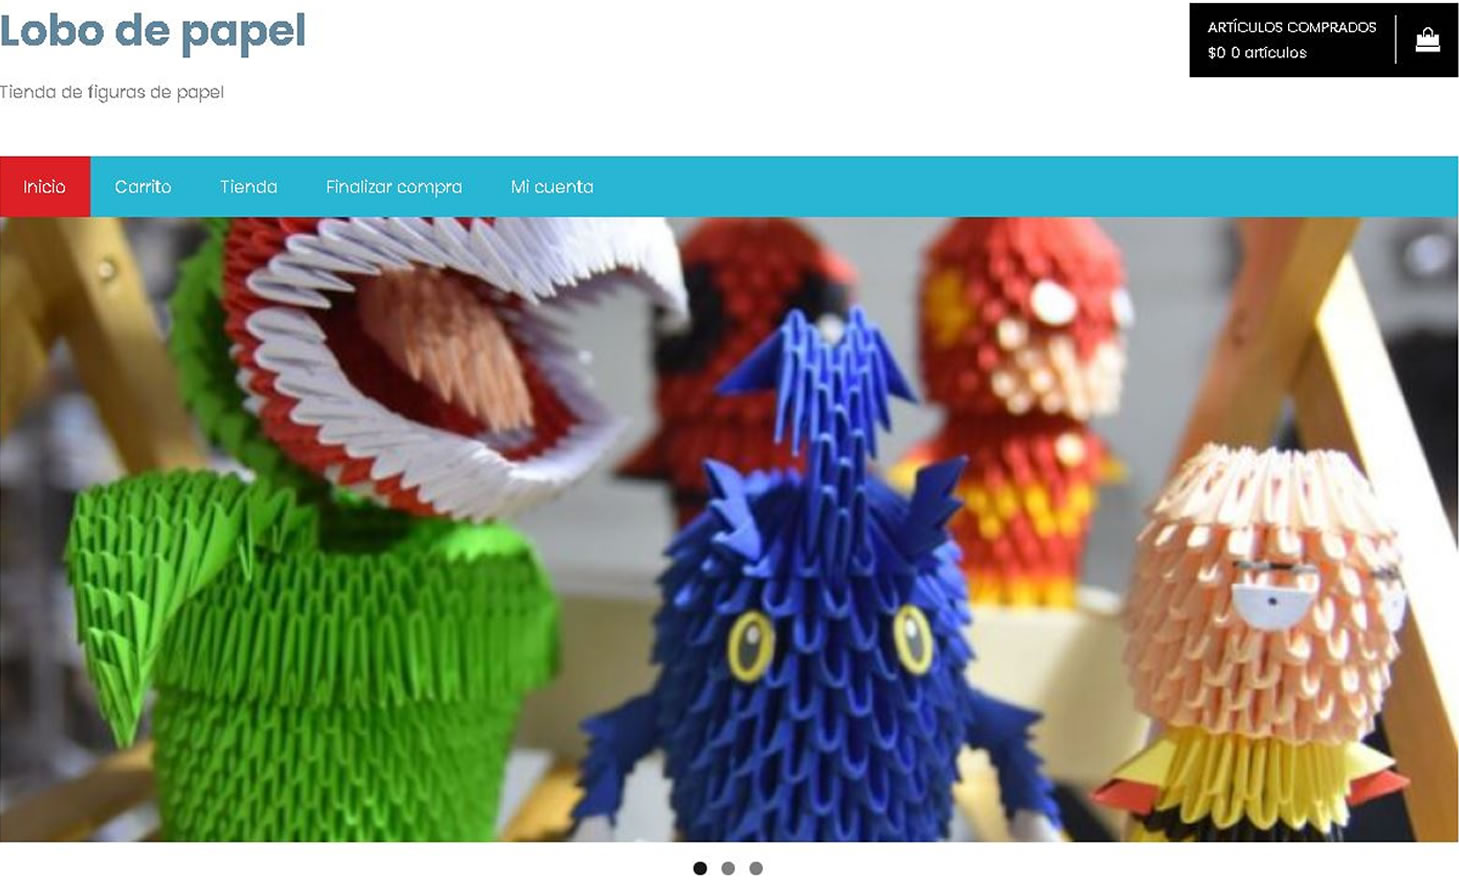 Lobo de papel
Tienda de figuras de papel
ARTÍCULOS COMPRADOS
$0 0 artículos
Inicio
Carrito
Tienda
Finalizar compra
Mi cuenta